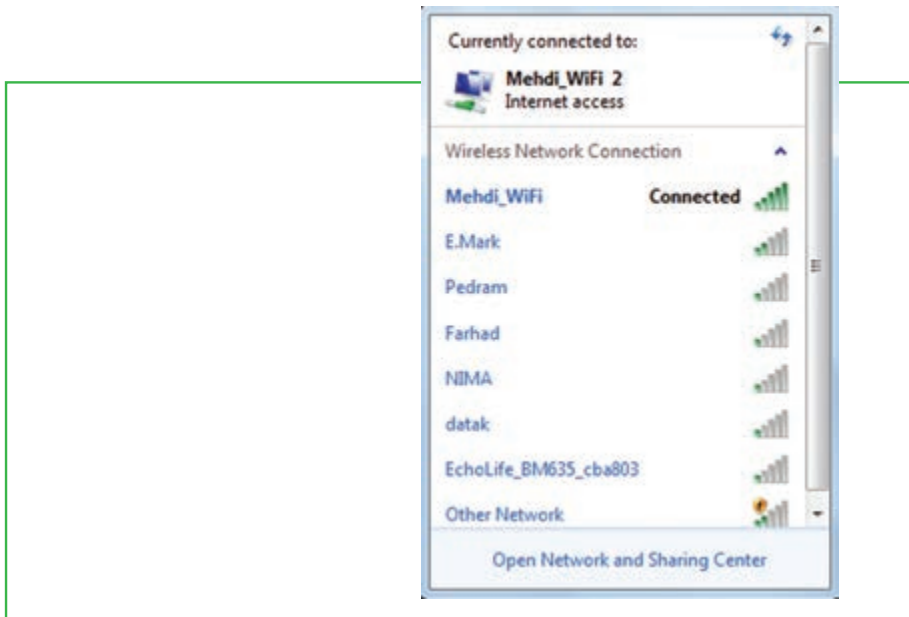 Currently connected to:
Mehdi_WiFi 2
Internet access
Wireless Network Connection
Mehdi_WiFi Connected
E.Mark
Pedram
Farhad
NIMA
datak
EchoLife_BM635_cba803
Other Network
Open Network and Sharing Center